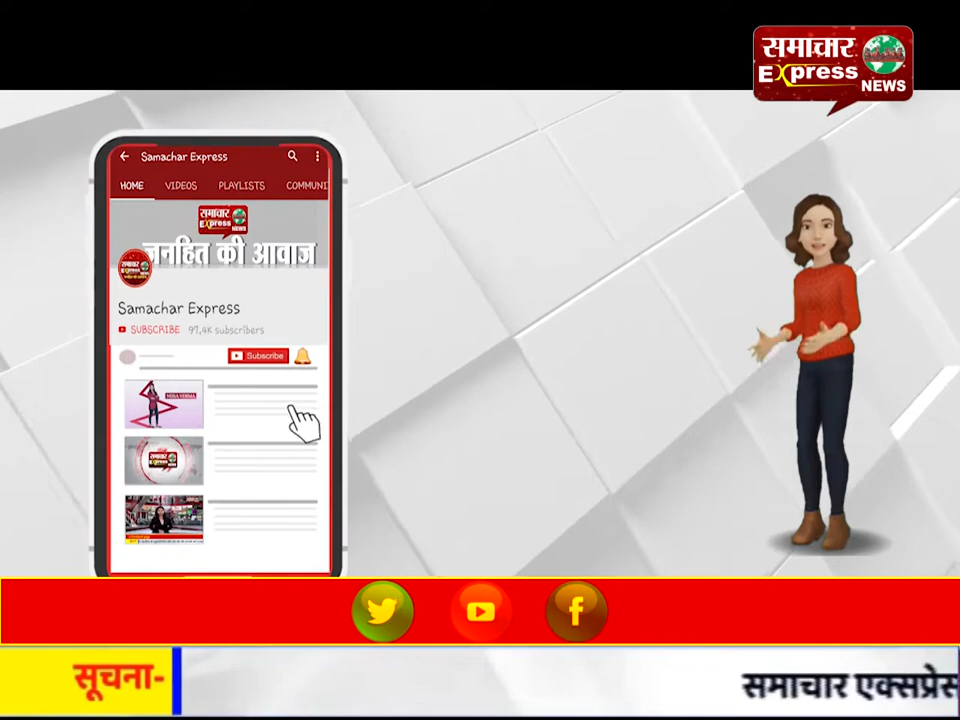 समाचार
Express
NEWS
Samachar Express
HOME VIDEOS PLAYLISTS COMMUNI
समाचार
Express
NEWS
जनहित की आवाज
Samachar Express
SUBSCRIBE 97.4K subscribers
Subscribe
सूचना-
समाचार एक्सप्रेस